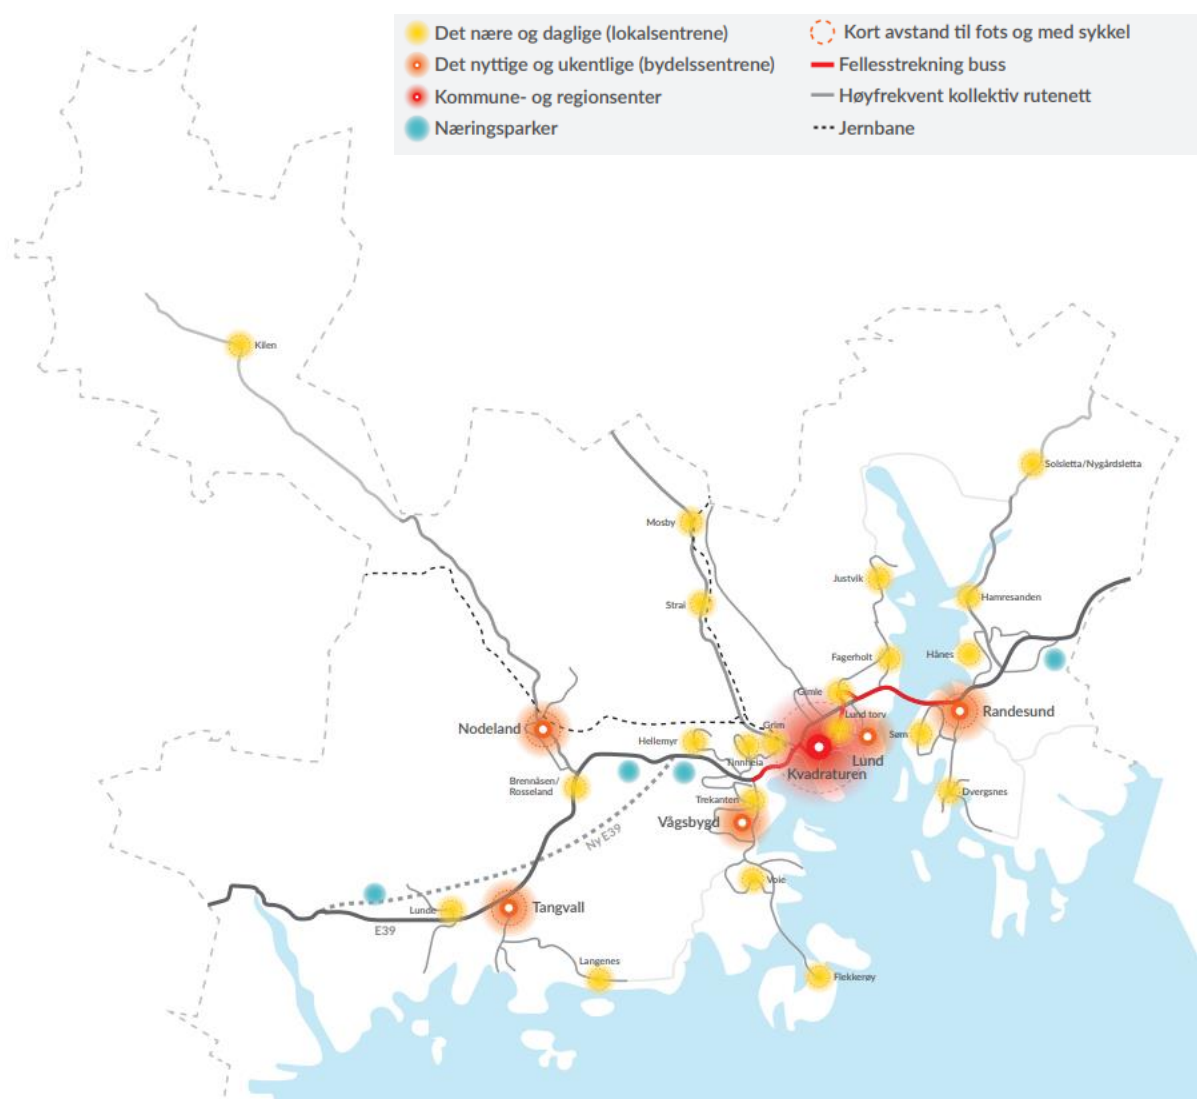 Det nære og daglige (lokalsentrene)
Det nyttige og ukentlige (bydelssentrene)
Kommune- og regionsenter
Næringsparker
Kort avstand til fots og med sykkel
Fellesstrekning buss
Høyfrekvent kollektiv rutenett
Jernbane
Kilen
Solsletta/Nygårdsletta
Mosby
Justvik
Strai
Hamresanden
Fagerholt
Hånes
Gimle
Randesund
Lund torv
Grim
Nodeland
Søm
Hellemyr
Tinnheia
Lund
Kvadraturen
Brennåsen/
Rosseland
Dvergsnes
Trekanten
Vågsbygd
Ny E39
Voie
Lunde
Tangvall
E39
Langenes
Flekkerøy